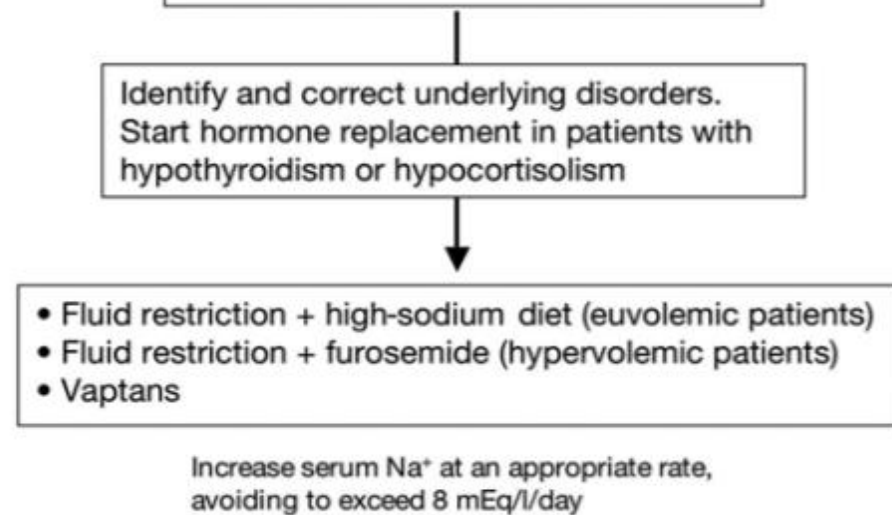 Identify and correct underlying disorders.
Start hormone replacement in patients with
hypothyroidism or hypocortisolism
• Fluid restriction + high-sodium diet (euvolemic patients)
• Fluid restriction + furosemide (hypervolemic patients)
• Vaptans
Increase serum Na⁺ at an appropriate rate,
avoiding to exceed 8 mEq/l/day